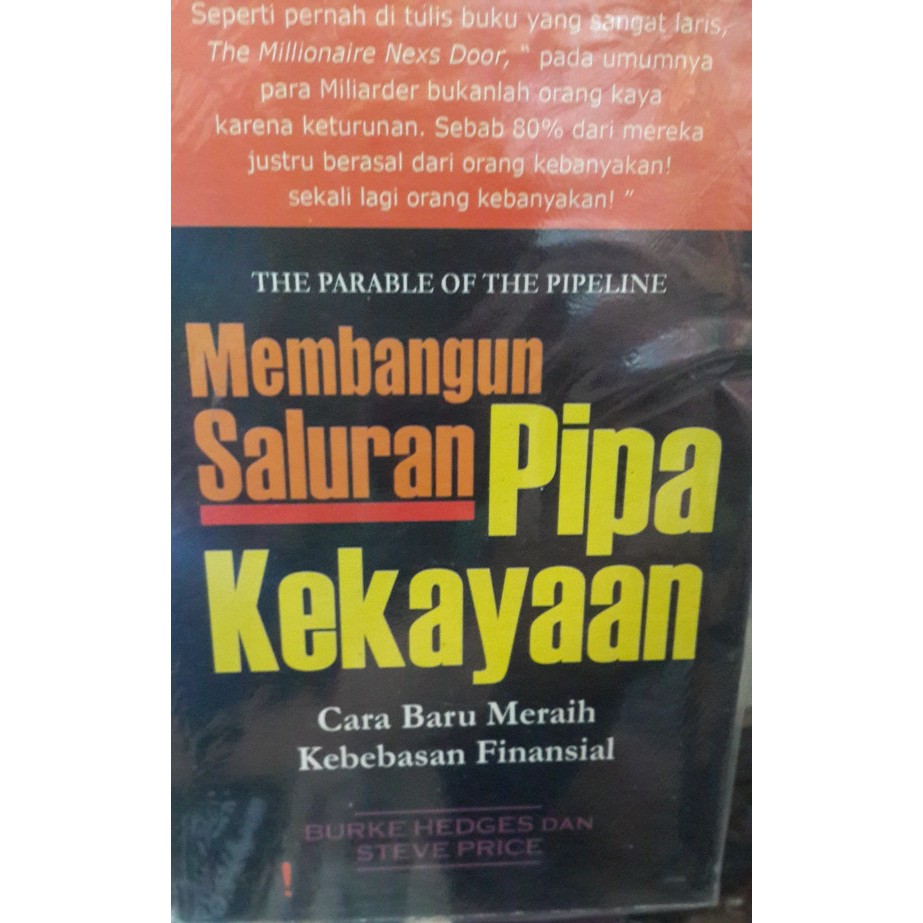 Seperti pernah di tulis buku yang sangat laris,
The Millionaire Nexs Door, " pada umumnya
para Miliarder bukanlah orang kaya
karena keturunan. Sebab 80% dari mereka
justru berasal dari orang kebanyakan!
sekali lagi orang kebanyakan! "
THE PARABLE OF THE PIPELINE
Membangun
Saluran Pipa
Kekayaan
Cara Baru Meraih
Kebebasan Finansial
BURKE HEDGES DAN
STEVE PRICE
!